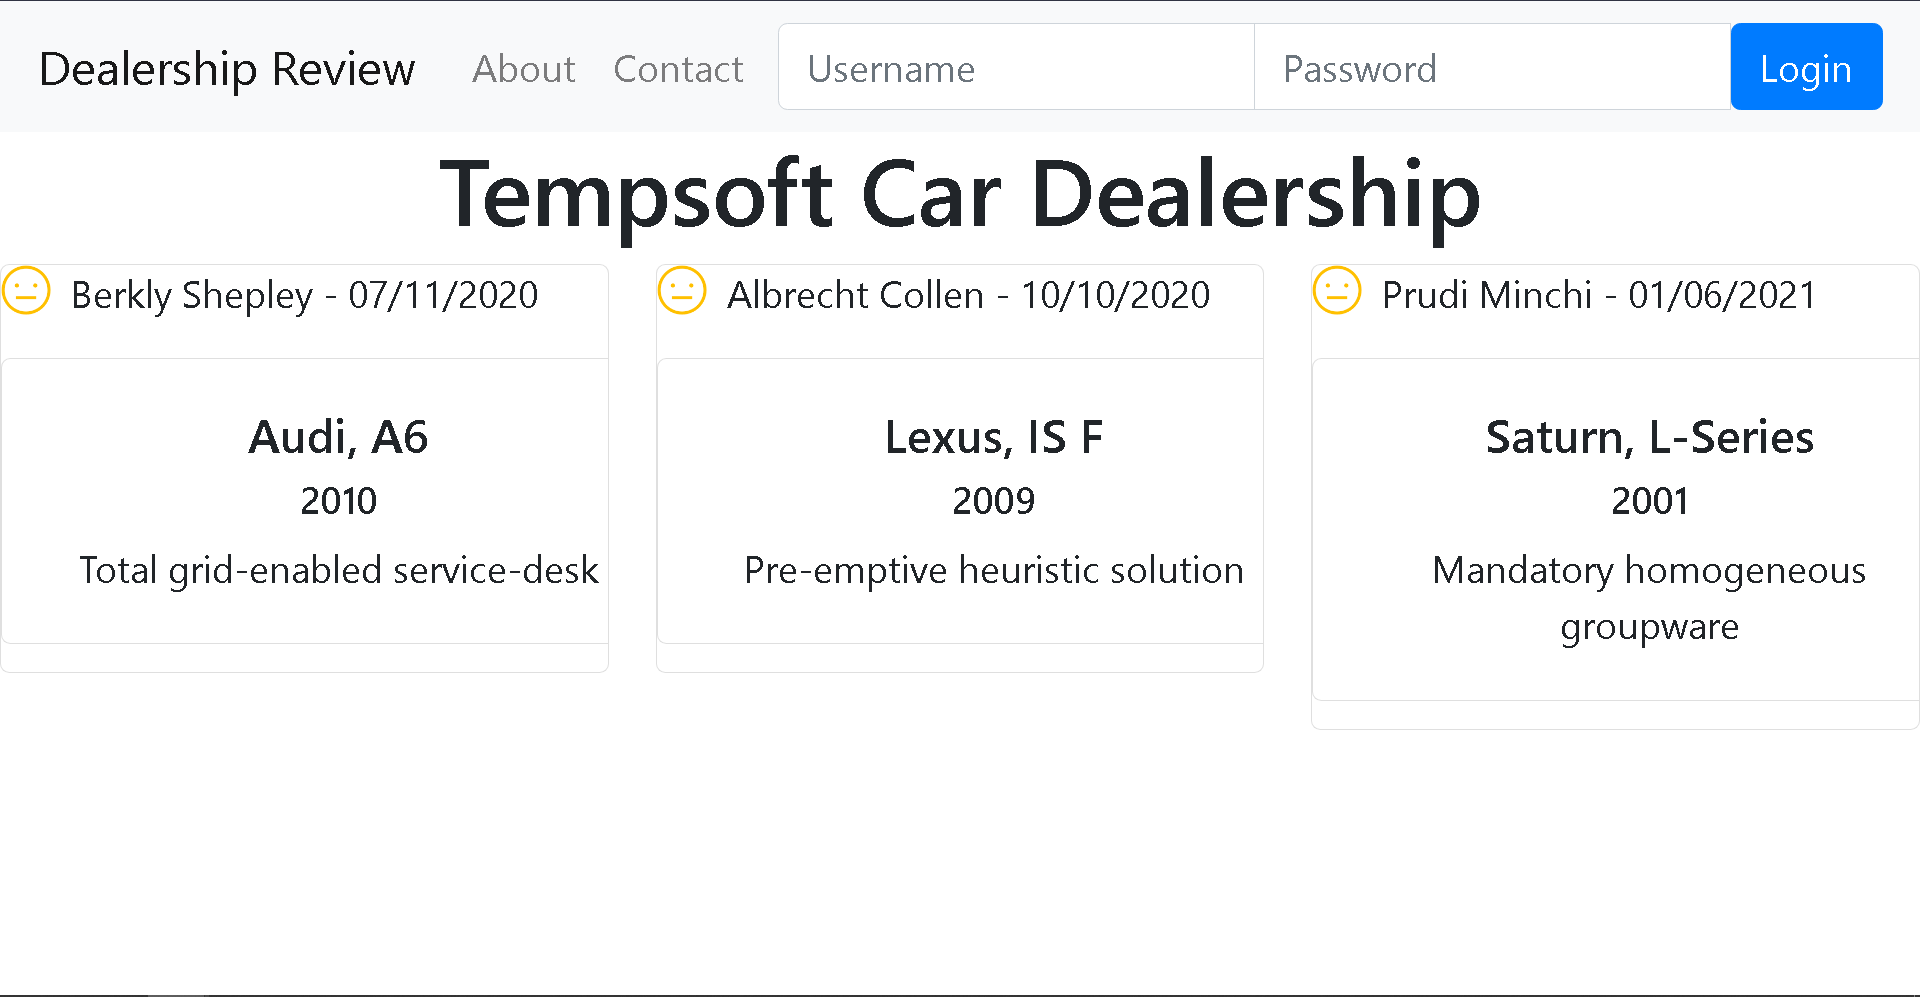 Dealership Review About Contact Username Password Login
Tempsoft Car Dealership
Berkly Shepley - 07/11/2020
Audi, A6
2010
Total grid-enabled service-desk
Albrecht Collen - 10/10/2020
Lexus, IS F
2009
Pre-emptive heuristic solution
Prudi Minchi - 01/06/2021
Saturn, L-Series
2001
Mandatory homogeneous
groupware